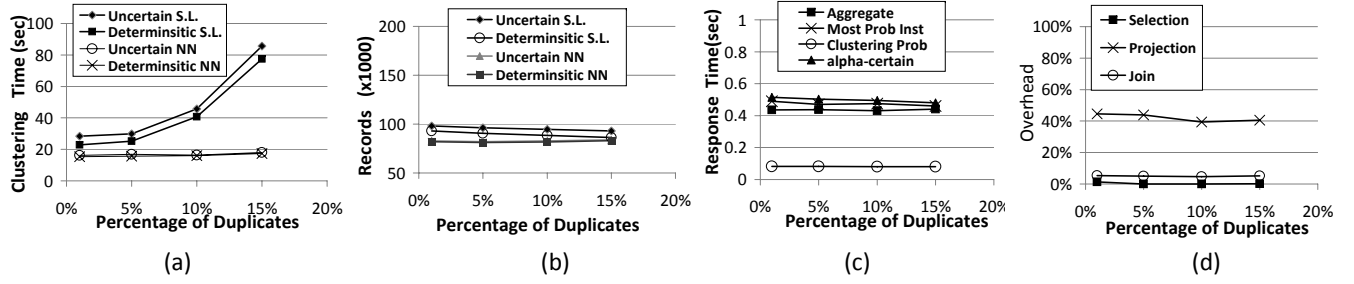 Clustering Time (sec)
100
80
60
40
20
0
0%
5%
10%
15%
20%
Uncertain S.L.
Determinsitic S.L.
Uncertain NN
Determinsitic NN
Percentage of Duplicates
(a)
Records (x1000)
200
150
100
50
0%
5%
10%
15%
20%
Uncertain S.L.
Determinsitic S.L.
Uncertain NN
Determinsitic NN
Percentage of Duplicates
(b)
Response Time(sec)
1
0.8
0.6
0.4
0.2
0
0%
5%
10%
15%
20%
Aggregate
Most Prob Inst
Clustering Prob
alpha-certain
Percentage of Duplicates
(c)
Overhead
100%
80%
60%
40%
20%
0%
0%
5%
10%
15%
20%
Selection
Projection
Join
Percentage of Duplicates
(d)